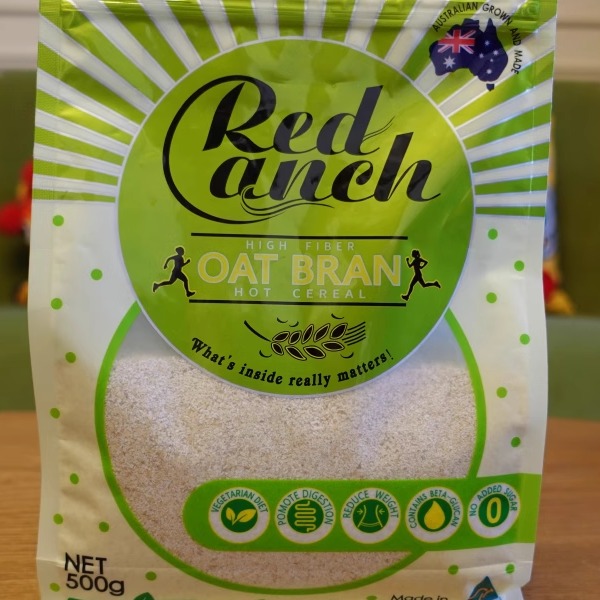 AUSTRALIAN GROWN AND MADE
Red
Ranch
HIGH FIBER
OAT BRAN
HOT CEREAL
What's inside really matters!
VEGETARIAN DIET
POMOTE DIGESTION
REDUCE WEIGHT
CONTAINS BETA-GLUCAN
NO ADDED SUGAR
0
NET
500g
Made in